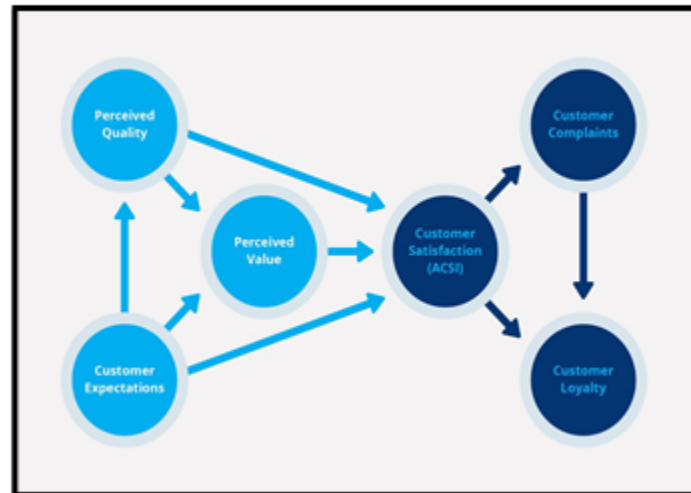 Perceived
Quality
Customer
Complaints
Perceived
Value
Customer
Satisfaction
(ACSI)
Customer
Expectations
Customer
Loyalty